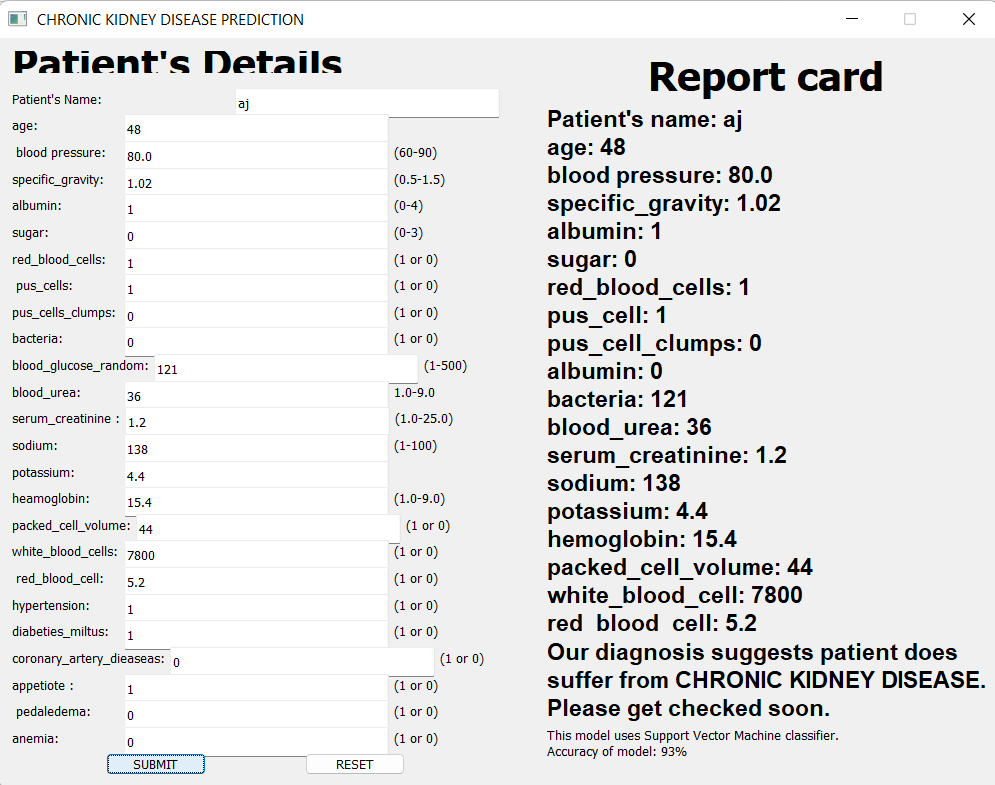 CHRONIC KIDNEY DISEASE PREDICTION
Patient's Details
Patient's Name: aj
age: 48
blood pressure: 80.0 (60-90)
specific_gravity: 1.02 (0.5-1.5)
albumin: 1 (0-4)
sugar: 0 (0-3)
red_blood_cells: 1 (1 or 0)
pus_cells: 1 (1 or 0)
pus_cells_clumps: 0 (1 or 0)
bacteria: 0 (1 or 0)
blood_glucose_random: 121 (1-500)
blood_urea: 36 1.0-9.0
serum_creatinine : 1.2 (1.0-25.0)
sodium: 138 (1-100)
potassium: 4.4
heamoglobin: 15.4 (1.0-9.0)
packed_cell_volume: 44 (1 or 0)
white_blood_cells: 7800 (1 or 0)
red_blood_cell: 5.2 (1 or 0)
hypertension: 1 (1 or 0)
diabeties_miltus: 1 (1 or 0)
coronary_artery_dieaseas: 0 (1 or 0)
appetiote : 1 (1 or 0)
pedaledema: 0 (1 or 0)
anemia: 0 (1 or 0)
SUBMIT RESET
Report card
Patient's name: aj
age: 48
blood pressure: 80.0
specific_gravity: 1.02
albumin: 1
sugar: 0
red_blood_cells: 1
pus_cell: 1
pus_cell_clumps: 0
albumin: 0
bacteria: 121
blood_urea: 36
serum_creatinine: 1.2
sodium: 138
potassium: 4.4
hemoglobin: 15.4
packed_cell_volume: 44
white_blood_cell: 7800
red_blood_cell: 5.2
Our diagnosis suggests patient does
suffer from CHRONIC KIDNEY DISEASE.
Please get checked soon.
This model uses Support Vector Machine classifier.
Accuracy of model: 93%